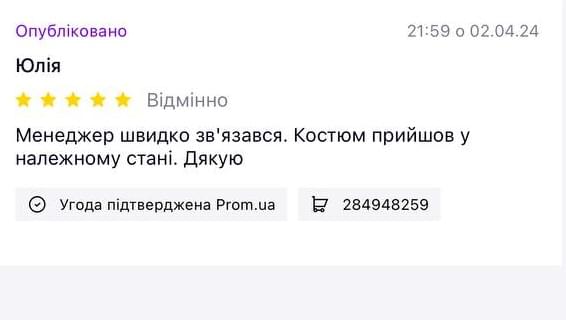 Опубліковано 21:59 о 02.04.24
Юлія
Відмінно
Менеджер швидко зв'язався. Костюм прийшов у
належному стані. Дякую
Угода підтверджена Prom.ua 284948259